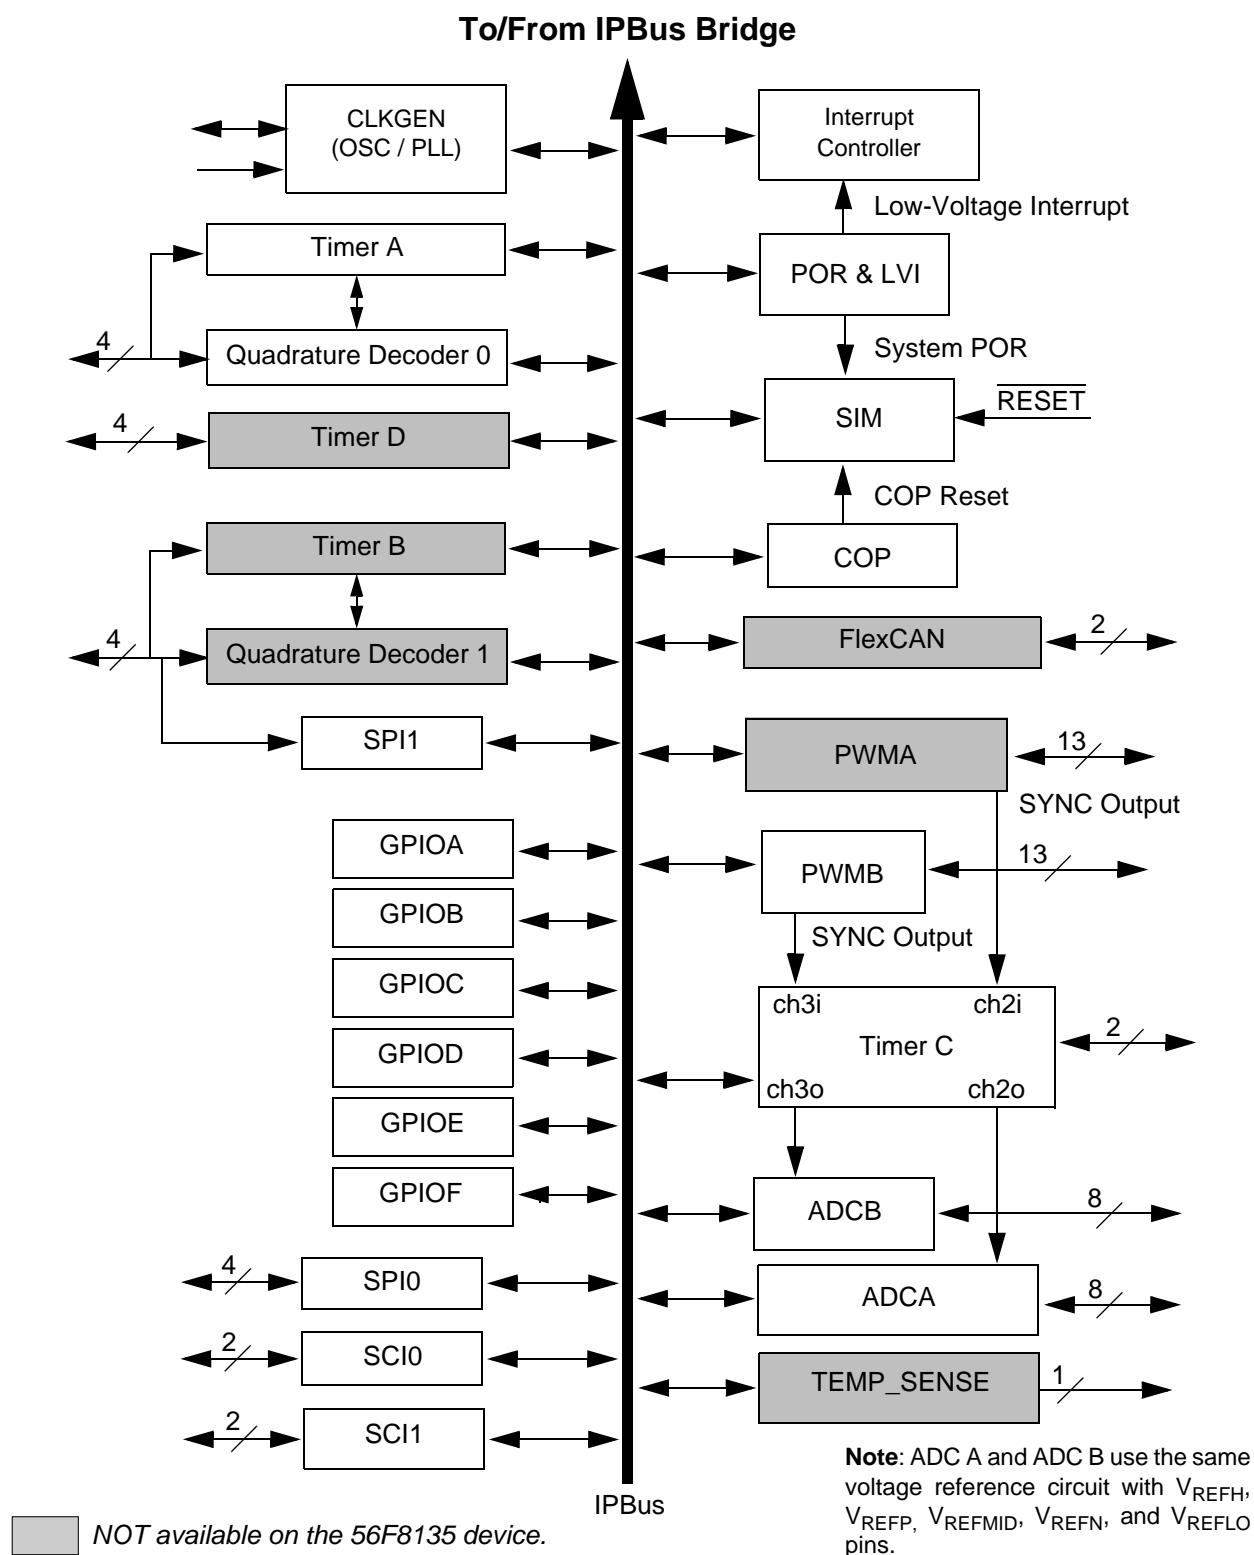 To/From IPBus Bridge
CLKGEN
(OSC / PLL)
Interrupt
Controller
Low-Voltage Interrupt
Timer A
POR & LVI
4
Quadrature Decoder 0
System POR
SIM
RESET
4
Timer D
COP Reset
Timer B
COP
4
Quadrature Decoder 1
FlexCAN
2
SPI1
PWMA
13
SYNC Output
GPIOA
PWMB
13
GPIOB
SYNC Output
GPIOC
ch3i
ch2i
GPIOD
Timer C
2
ch3o
ch2o
GPIOE
GPIOF
ADCB
8
4
SPI0
ADCA
8
2
SCI0
TEMP_SENSE
1
2
SCI1
IPBus
Note: ADC A and ADC B use the same
voltage reference circuit with VREFH,
VREFP, VREFMID, VREFN, and VREFLO
pins.
NOT available on the 56F8135 device.